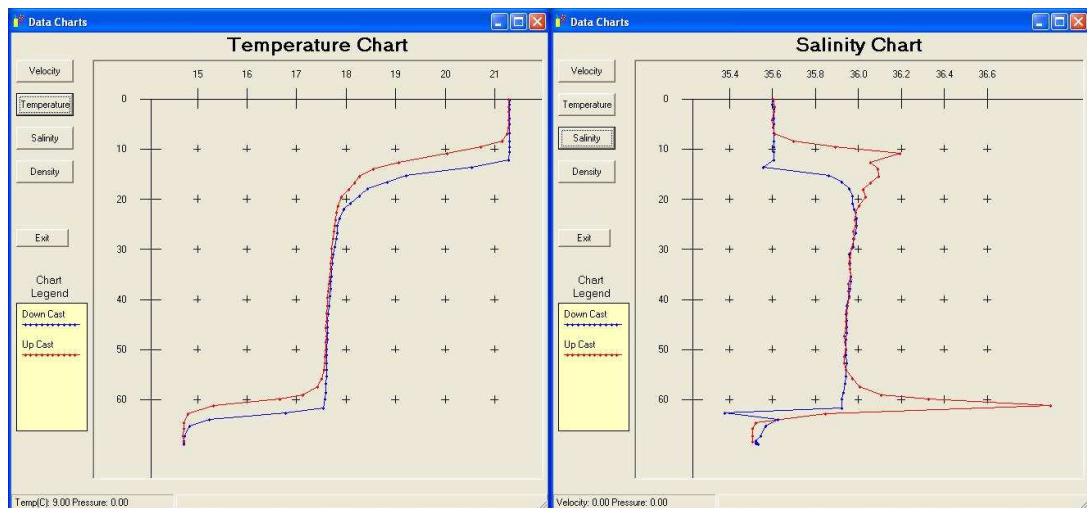 Data Charts
Temperature Chart
Velocity
Temperature
Salinity
Density
Exit
Chart
Legend
Down Cast
Up Cast
15 16 17 18 19 20 21
0
10
20
30
40
50
60
Temp(C): 9.00 Pressure: 0.00
Data Charts
Salinity Chart
Velocity
Temperature
Salinity
Density
Exit
Chart
Legend
Down Cast
Up Cast
35.4 35.6 35.8 36.0 36.2 36.4 36.6
0
10
20
30
40
50
60
Velocity: 0.00 Pressure: 0.00